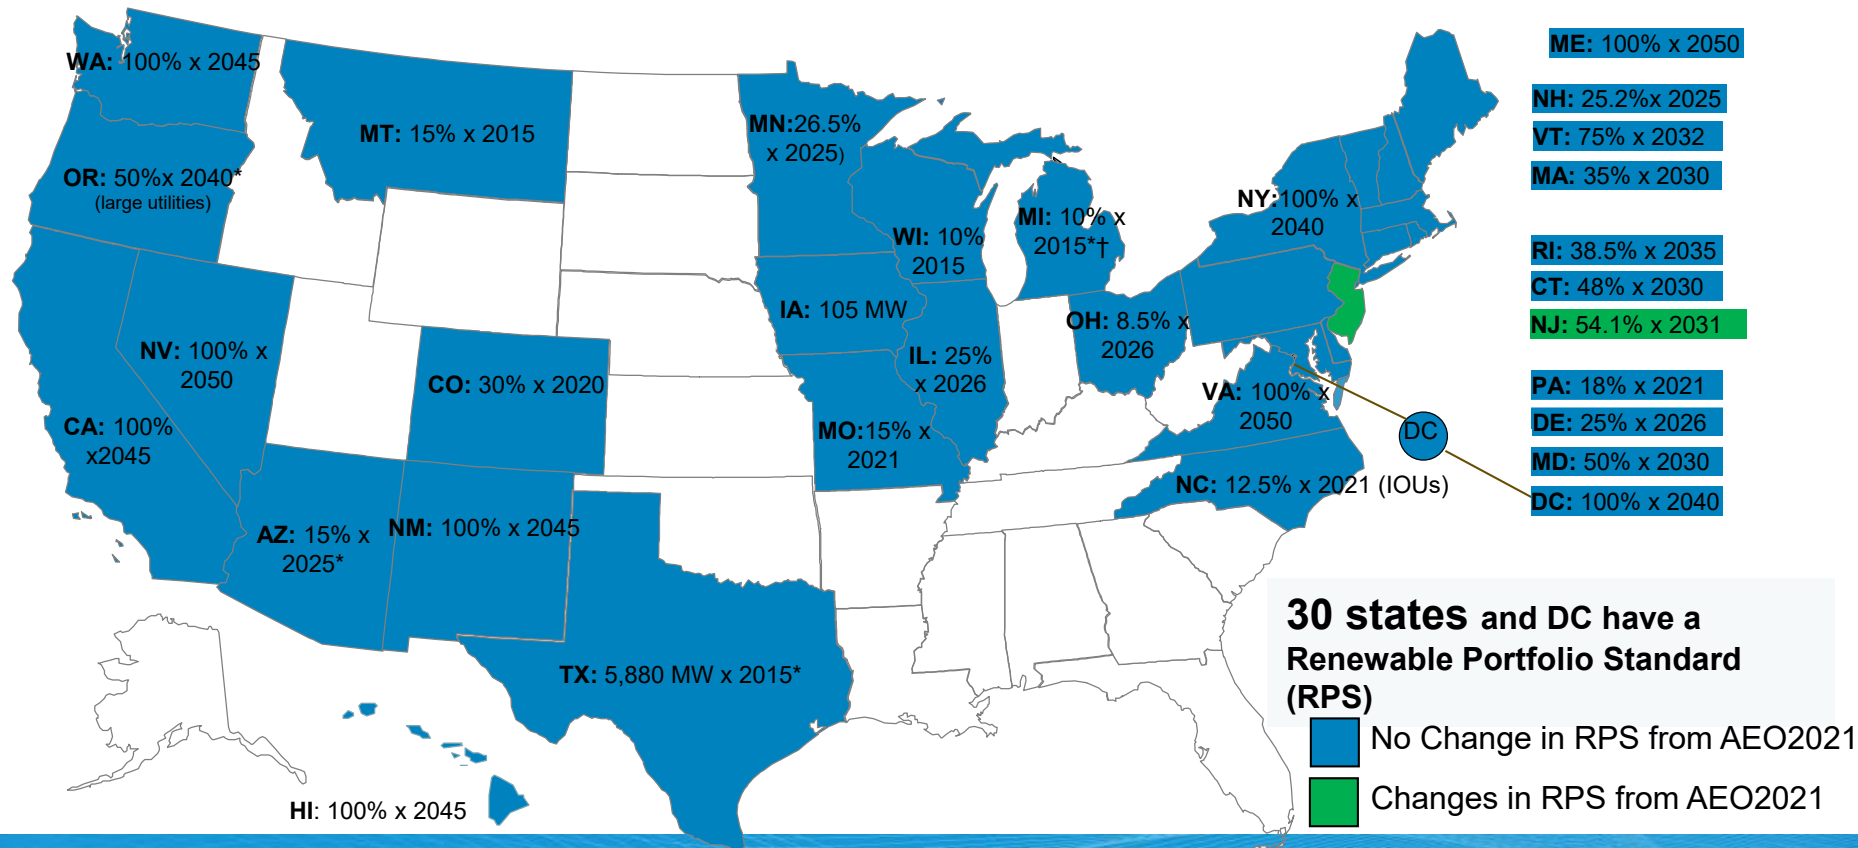 WA: 100% x 2045
MT: 15% x 2015
OR: 50%x 2040*
(large utilities)
MN:26.5%
x 2025)
WI: 10%
2015
MI: 10% x
2015*†
NY:100% x
2040
IA: 105 MW
NV: 100% x
2050
CO: 30% x 2020
IL: 25%
x 2026
OH: 8.5% x
2026
CA: 100%
x2045
MO:15% x
2021
VA: 100% x
2050
DC
NC: 12.5% x 2021 (IOUs)
AZ: 15% x
2025*
NM: 100% x 2045
TX: 5,880 MW x 2015*
HI: 100% x 2045
ME: 100% x 2050
NH: 25.2%x 2025
VT: 75% x 2032
MA: 35% x 2030
RI: 38.5% x 2035
CT: 48% x 2030
NJ: 54.1% x 2031
PA: 18% x 2021
DE: 25% x 2026
MD: 50% x 2030
DC: 100% x 2040
30 states and DC have a
Renewable Portfolio Standard
(RPS)
No Change in RPS from AEO2021
Changes in RPS from AEO2021